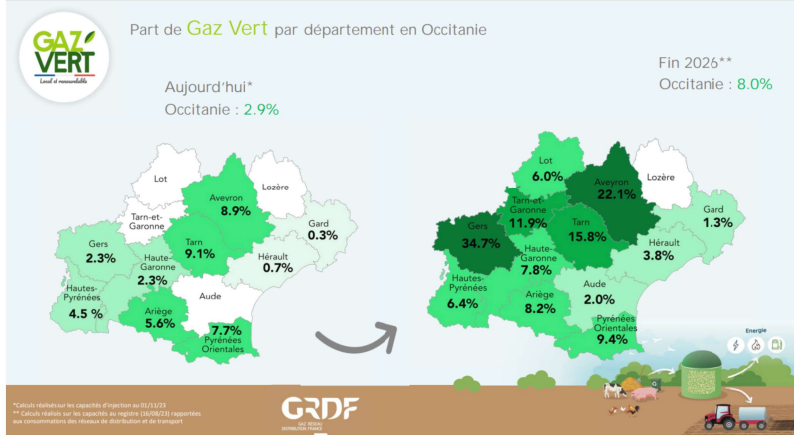 GAZ
VERT
Local et renouvelable
Part de Gaz Vert par département en Occitanie
Aujourd'hui*
Occitanie : 2.9%
Fin 2026**
Occitanie : 8.0%
Lot
Aveyron
8.9%
Lozère
Tarn-et-
Garonne
Gers
2.3%
Tarn
9.1%
Gard
0.3%
Haute-
Garonne
2.3%
Hérault
0.7%
Hautes-
Pyrénées
4.5 %
Ariège
5.6%
Aude
7.7%
Pyrénées
Orientales
Lot
6.0%
Aveyron
22.1%
Lozère
Tarn-et-
Garonne
11.9%
Gers
34.7%
Tarn
15.8%
Gard
1.3%
Haute-
Garonne
7.8%
Hérault
3.8%
Hautes-
Pyrénées
6.4%
Ariège
8.2%
Aude
2.0%
Pyrénées
Orientales
9.4%
Energie
*Calculs réalisés sur les capacités d'injection au 01/11/23
** Calculs réalisés sur les capacités au registre (16/08/23) rapportées
aux consommations des réseaux de distribution et de transport
GRDF
GAZ RÉSEAU
DISTRIBUTION FRANCE